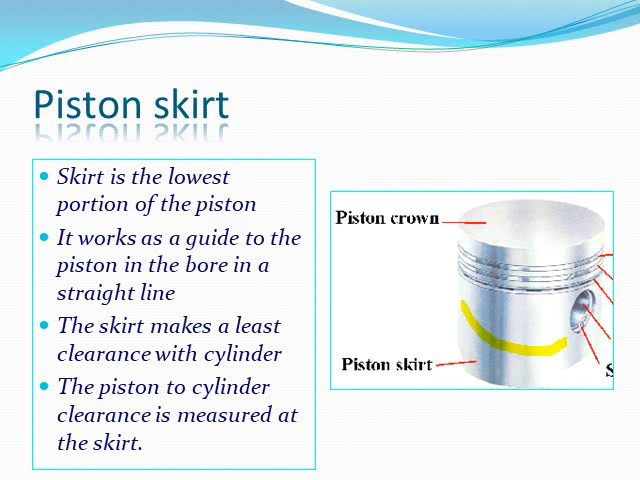 Piston skirt
Skirt is the lowest
portion of the piston
It works as a guide to the
piston in the bore in a
straight line
The skirt makes a least
clearance with cylinder
The piston to cylinder
clearance is measured at
the skirt.
Piston crown
Piston skirt
S